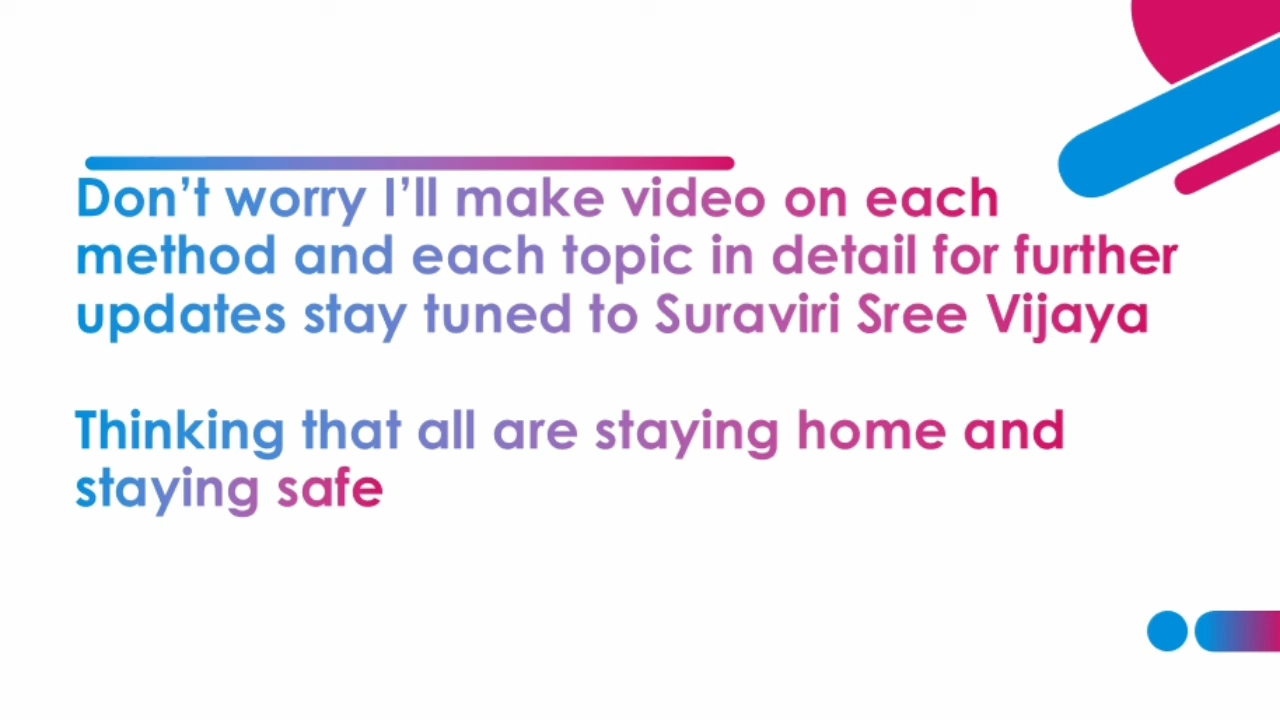 Don’t worry I’ll make video on each
method and each topic in detail for further
updates stay tuned to Suraviri Sree Vijaya
Thinking that all are staying home and
staying safe